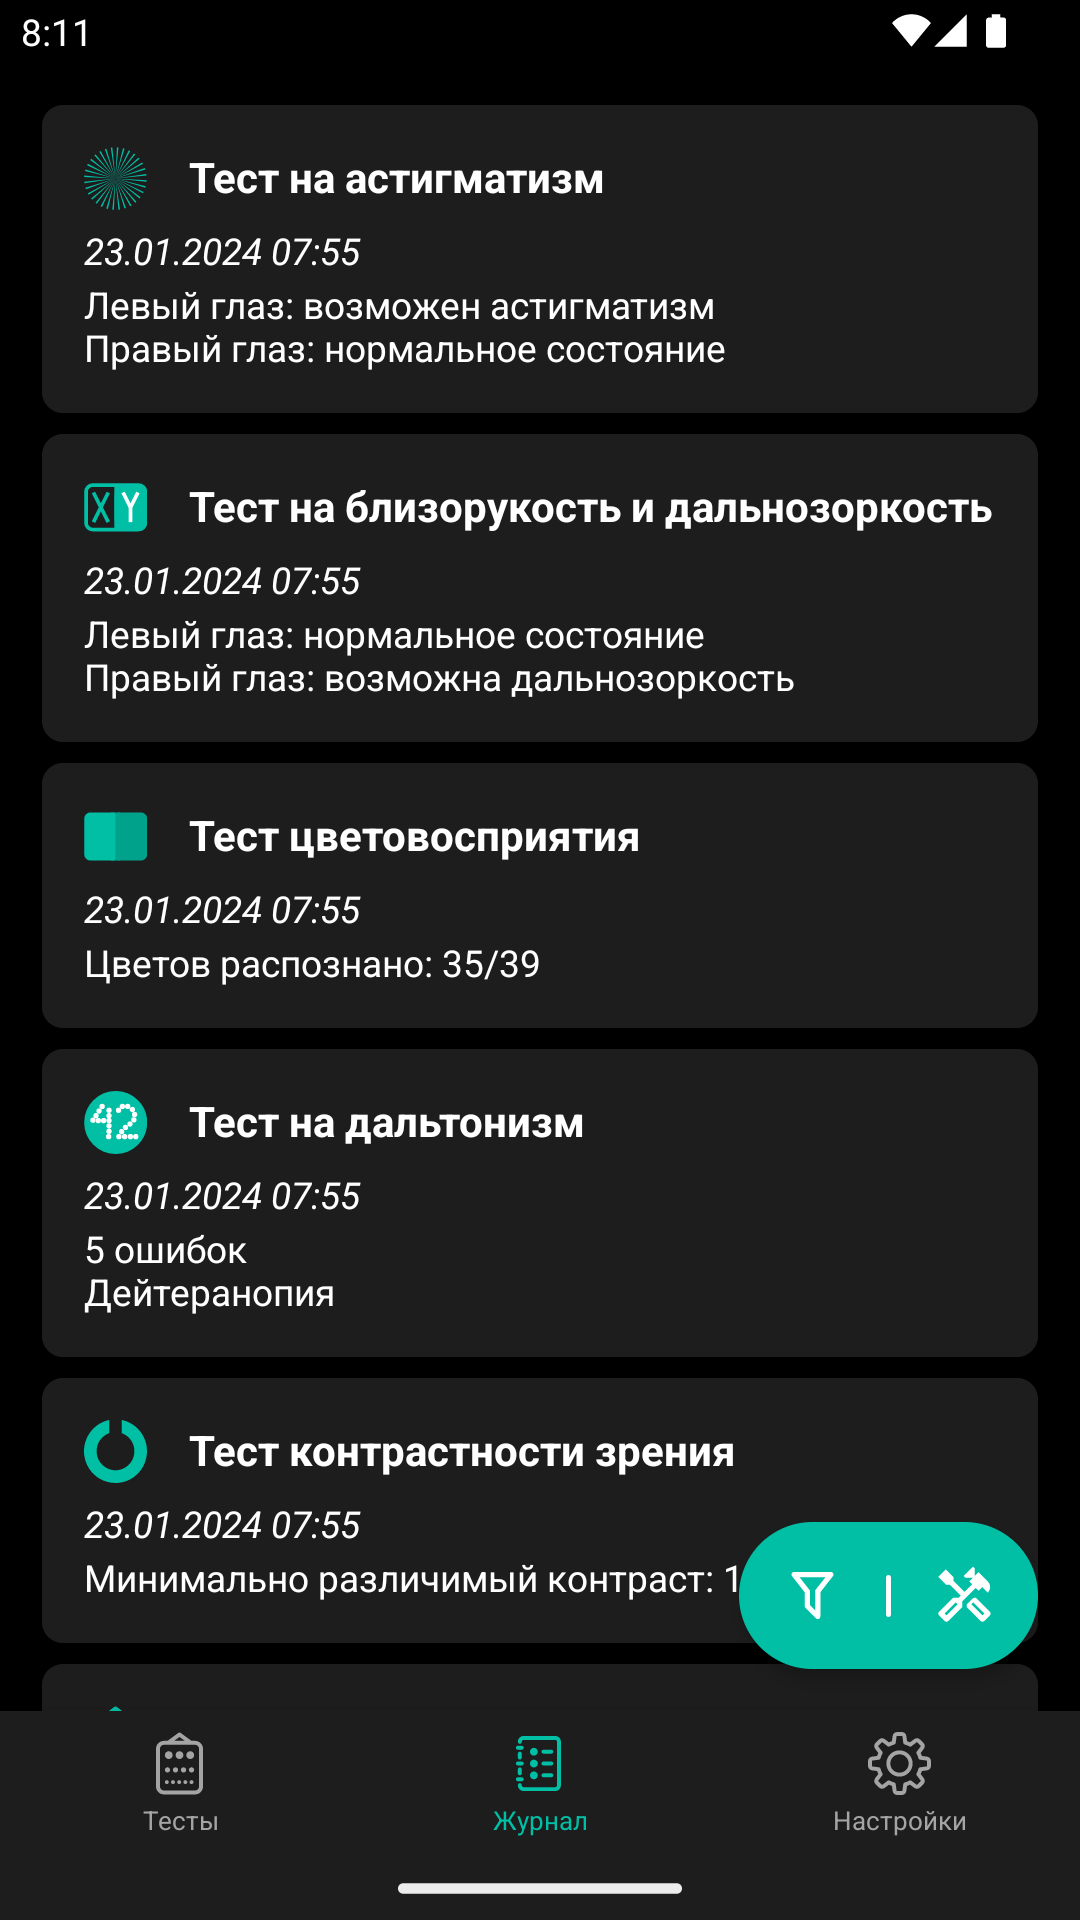 8:11
Тест на астигматизм
23.01.2024 07:55
Левый глаз: возможен астигматизм
Правый глаз: нормальное состояние
XY
Тест на близорукость и дальнозоркость
23.01.2024 07:55
Левый глаз: нормальное состояние
Правый глаз: возможна дальнозоркость
Тест цветовосприятия
23.01.2024 07:55
Цветов распознано: 35/39
42
Тест на дальтонизм
23.01.2024 07:55
5 ошибок
Дейтеранопия
Тест контрастности зрения
23.01.2024 07:55
Минимально различимый контраст: 1
Тесты
Журнал
Настройки